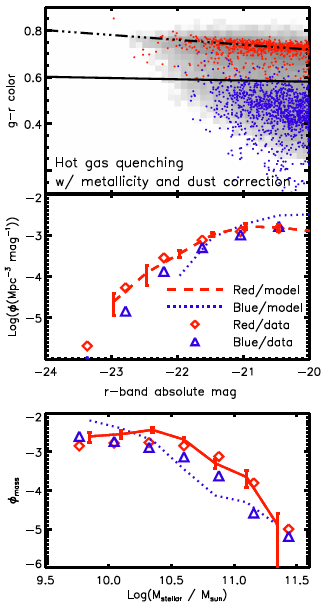 0.8
0.6
0.4
g-r color
Hot gas quenching
w/ metallicity and dust correction
-2
-3
-4
-5
-6
Log(ϕ(Mpc⁻³ mag⁻¹))
Red/model
Blue/model
Red/data
Blue/data
-24 -23 -22 -21 -20
r-band absolute mag
-2
-3
-4
-5
-6
ϕmass
9.5 10.0 10.5 11.0 11.5
Log(Mstellar / Msun)